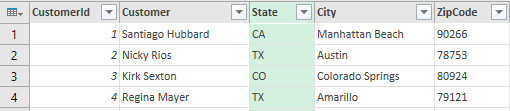 CustomerId Customer State City ZipCode
1 1 Santiago Hubbard CA Manhattan Beach 90266
2 2 Nicky Rios TX Austin 78753
3 3 Kirk Sexton CO Colorado Springs 80924
4 4 Regina Mayer TX Amarillo 79121